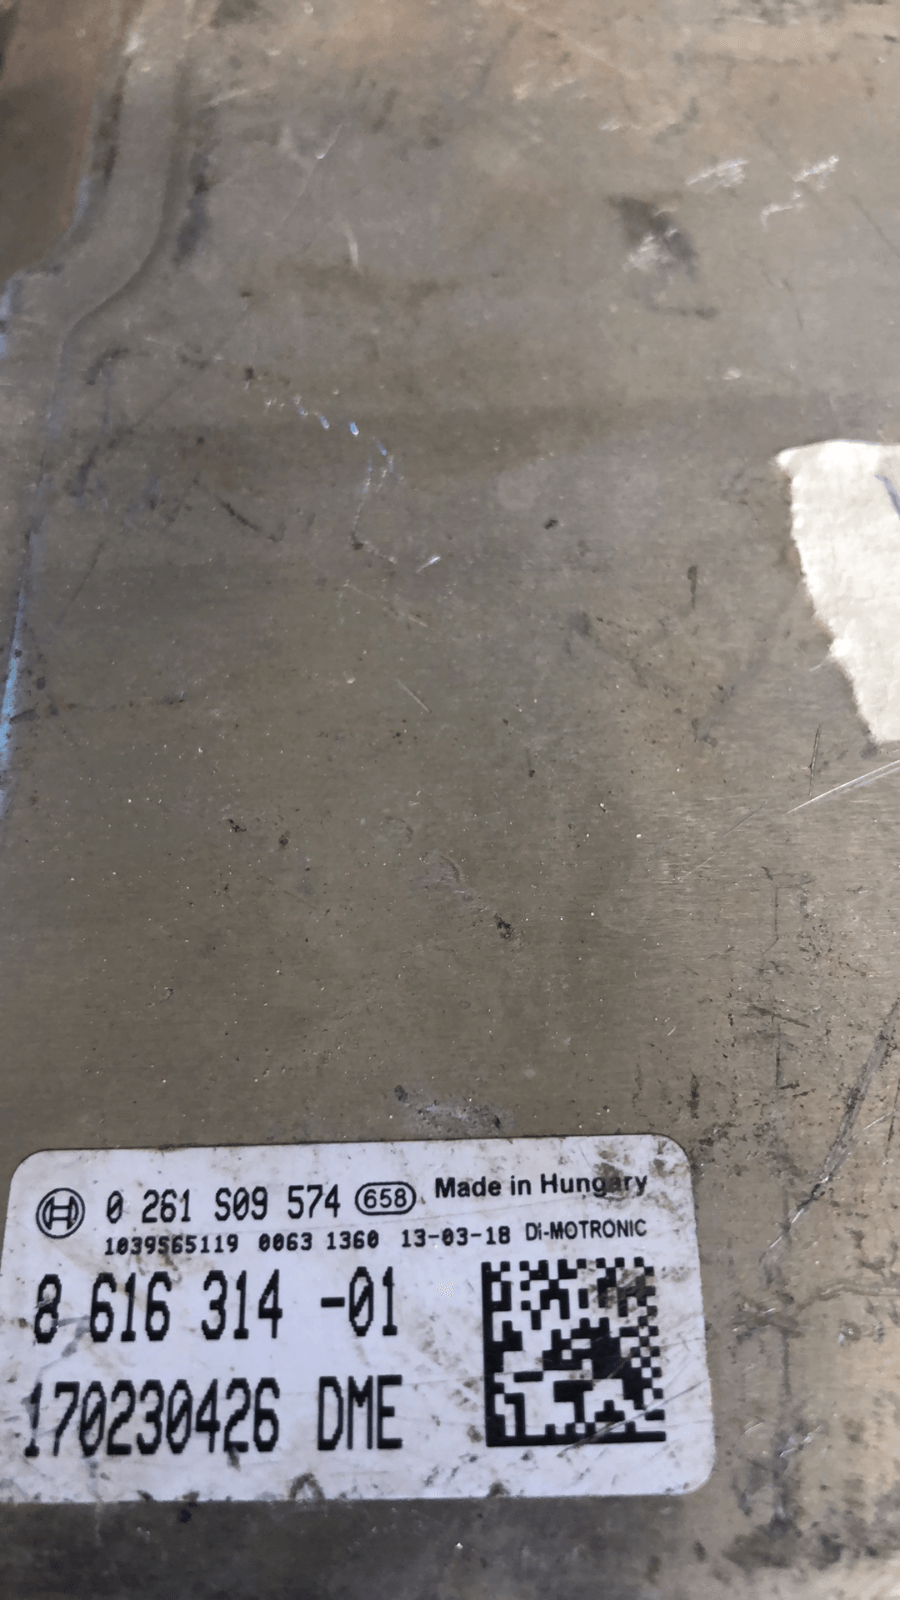 0 261 S09 574 658 Made in Hungary
1039S65119 0063 1360 13-03-18 Di-MOTRONIC
8 616 314 -01
170230426 DME